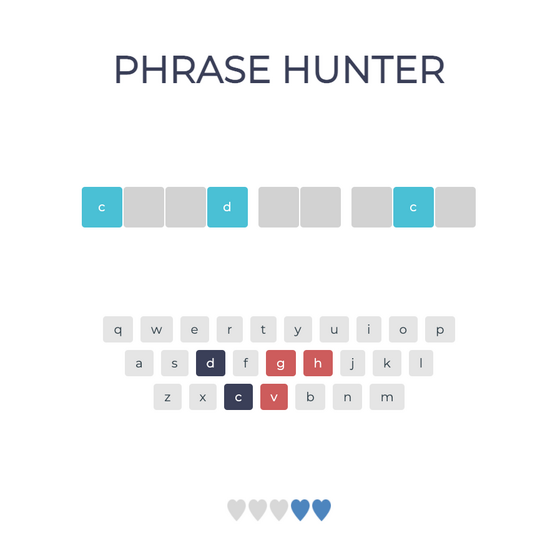 PHRASE HUNTER
c d c
q w e r t y u i o p
a s d f g h j k l
z x c v b n m